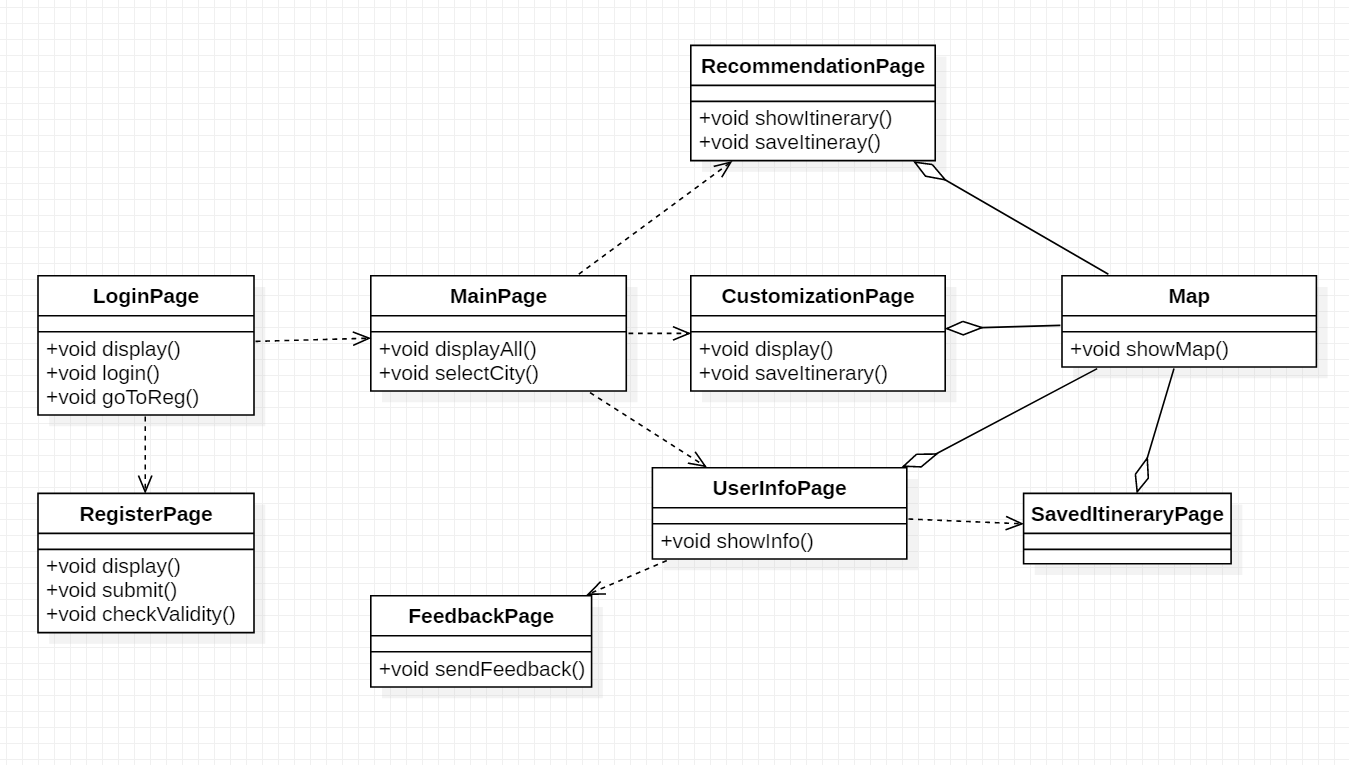 RecommendationPage
+void showItinerary()
+void saveItineray()
LoginPage
+void display()
+void login()
+void goToReg()
MainPage
+void displayAll()
+void selectCity()
CustomizationPage
+void display()
+void saveItinerary()
Map
+void showMap()
RegisterPage
+void display()
+void submit()
+void checkValidity()
UserInfoPage
+void showInfo()
SavedItineraryPage
FeedbackPage
+void sendFeedback()